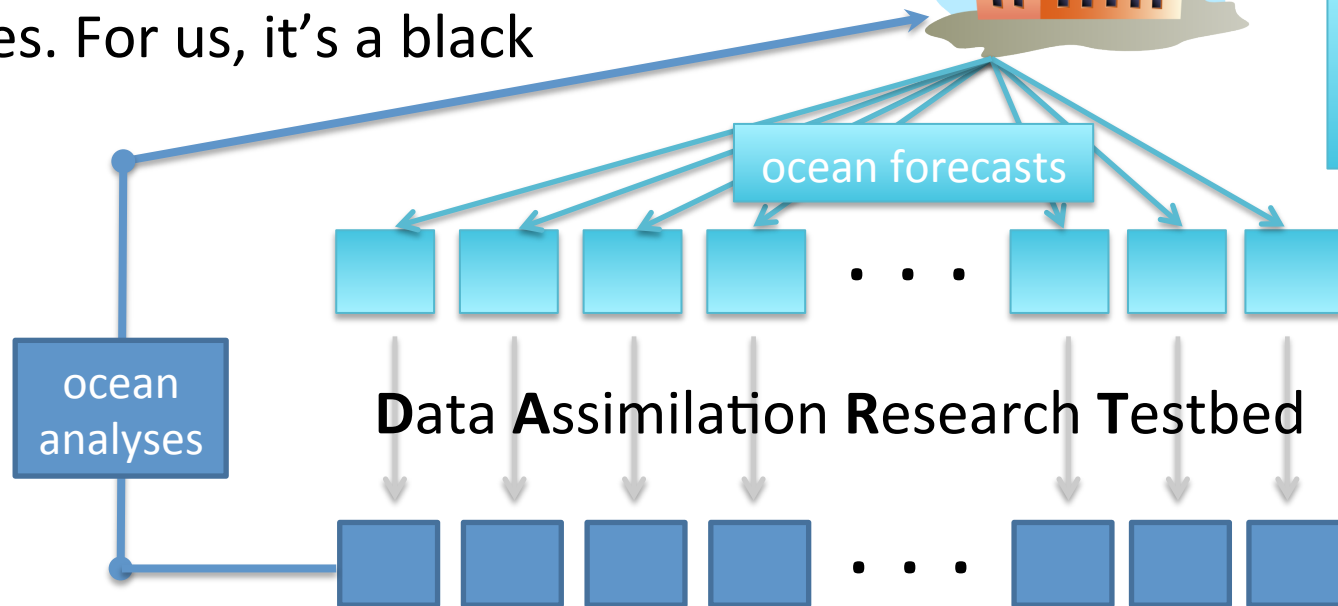 es. For us, it's a black
ocean forecasts
. . .
ocean
analyses
Data Assimilation Research Testbed
. . .